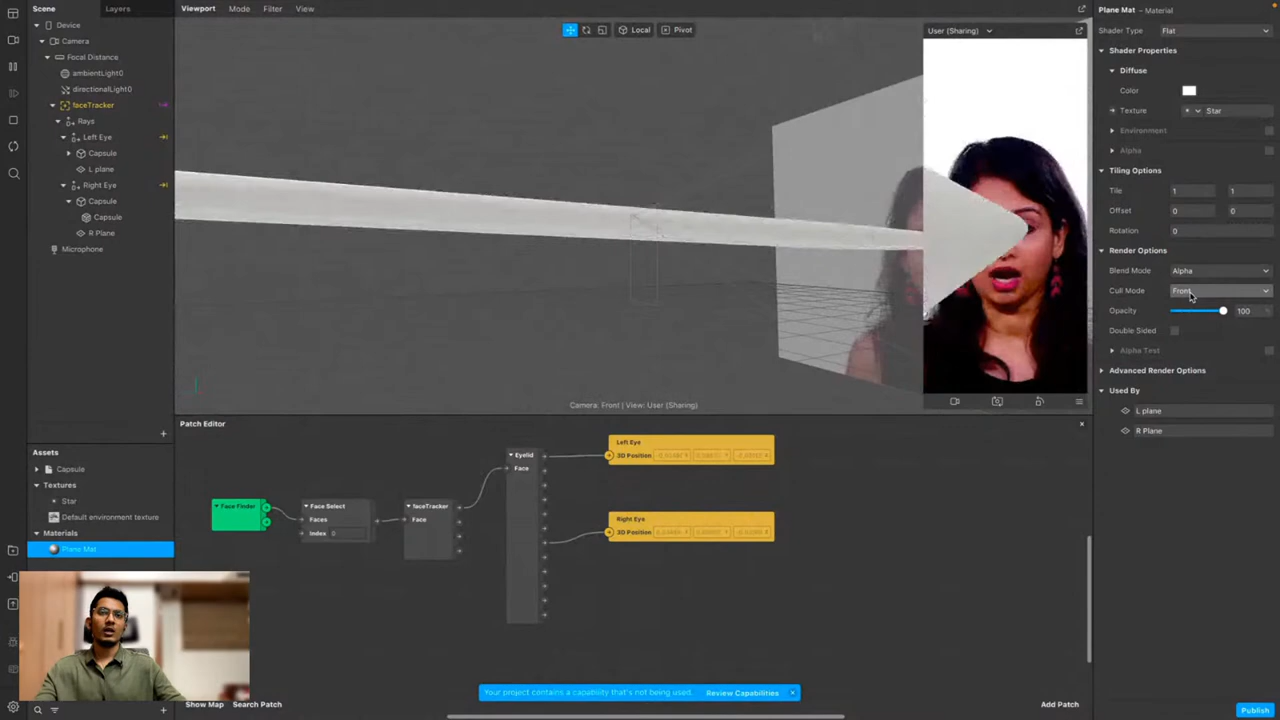 Scene Layers
Device
Camera
Focal Distance
ambientLight0
directionalLight0
faceTracker
Rays
Left Eye
Capsule
L plane
Right Eye
Capsule
Capsule
R Plane
Microphone
Assets
Capsule
Textures
Star
Default environment texture
Materials
Plane Mat
Viewport Mode Filter View
Local Pivot
User (Sharing)
Camera: Front | View: User (Sharing)
Patch Editor
Face Finder
Face Select
Faces
Index 0
faceTracker
Face
Eyelid
Face
Left Eye
3D Position
Right Eye
3D Position
Your project contains a capability that's not being used. Review Capabilities
Show Map Search Patch
Add Patch
Plane Mat – Material
Shader Type Flat
Shader Properties
Diffuse
Color
Texture Star
Environment
Alpha
Tiling Options
Tile 1 1
Offset 0 0
Rotation 0
Render Options
Blend Mode Alpha
Cull Mode Front
Opacity 100 %
Double Sided
Alpha Test
Advanced Render Options
Used By
L plane
R Plane
Publish